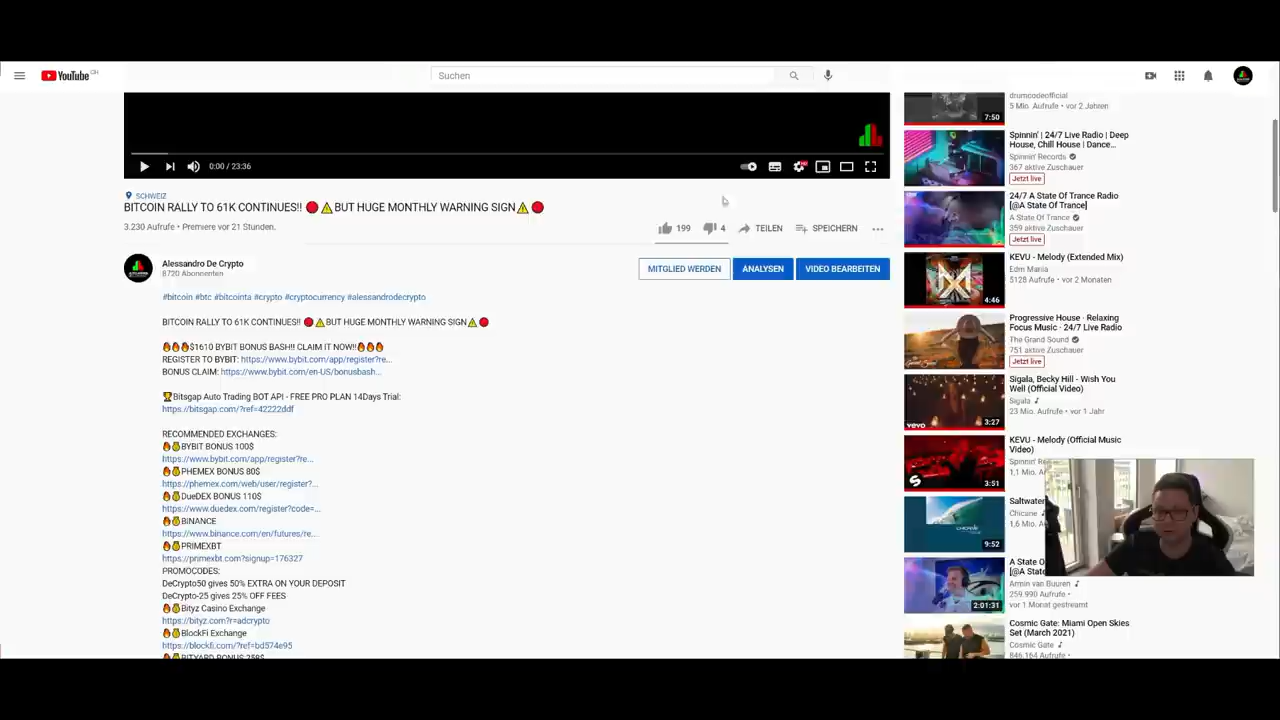 YouTube CH
Suchen
0:00 / 23:36
SCHWEIZ
BITCOIN RALLY TO 61K CONTINUES!! 🔴⚠BUT HUGE MONTHLY WARNING SIGN⚠🔴
3.230 Aufrufe • Premiere vor 21 Stunden.
199 4 TEILEN SPEICHERN
Alessandro De Crypto
8720 Abonnenten
MITGLIED WERDEN ANALYSEN VIDEO BEARBEITEN
#bitcoin #btc #bitcointa #crypto #cryptocurrency #alessandrodecrypto
BITCOIN RALLY TO 61K CONTINUES!! 🔴⚠BUT HUGE MONTHLY WARNING SIGN⚠🔴
🔥🔥🔥$1610 BYBIT BONUS BASH!! CLAIM IT NOW!!🔥🔥🔥
REGISTER TO BYBIT: https://www.bybit.com/app/register?re...
BONUS CLAIM: https://www.bybit.com/en-US/bonusbash...
🏆Bitsgap Auto Trading BOT API - FREE PRO PLAN 14Days Trial:
https://bitsgap.com/?ref=42222ddf
RECOMMENDED EXCHANGES:
🔥💰BYBIT BONUS 100$
https://www.bybit.com/app/register?re...
🔥💰PHEMEX BONUS 80$
https://phemex.com/web/user/register?...
🔥💰DueDEX BONUS 110$
https://www.duedex.com/register?code=...
🔥💰BiNANCE
https://www.binance.com/en/futures/re...
🔥💰PRIMEXBT
https://primexbt.com?signup=176327
PROMOCODES:
DeCrypto50 gives 50% EXTRA ON YOUR DEPOSIT
DeCrypto-25 gives 25% OFF FEES
🔥💰Bityz Casino Exchange
https://bityz.com?r=adcrypto
🔥💰BlockFi Exchange
https://blockfi.com/?ref=bd574e95
🔥💰BITYARD BONUS 258$
drumcodeofficial
5 Mio. Aufrufe • vor 2 Jahren
7:50
Spinnin' | 24/7 Live Radio | Deep
House, Chill House | Dance...
Spinnin' Records
367 aktive Zuschauer
Jetzt live
24/7 A State Of Trance Radio
[@A State Of Trance]
A State Of Trance
359 aktive Zuschauer
Jetzt live
KEVU - Melody (Extended Mix)
Edm Mania
5128 Aufrufe • vor 2 Monaten
4:46
Progressive House · Relaxing
Focus Music · 24/7 Live Radio
The Grand Sound
751 aktive Zuschauer
Jetzt live
Sigala, Becky Hill - Wish You
Well (Official Video)
Sigala
23 Mio. Aufrufe • vor 1 Jahr
vevo
3:27
KEVU - Melody (Official Music
Video)
Spinnin' Re
1,1 Mio. A
3:51
Saltwater
Chicane
1,6 Mio. A
9:52
A State O
[@A State
Armin van Buuren
259.990 Aufrufe •
vor 1 Monat gestreamt
2:01:31
Cosmic Gate: Miami Open Skies
Set (March 2021)
Cosmic Gate
846.164 Aufrufe •